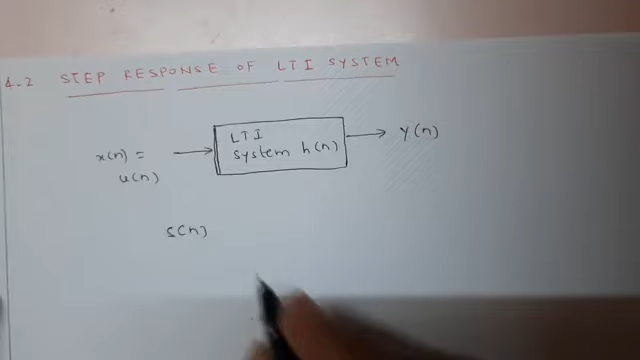 4.2 STEP RESPONSE OF LTI SYSTEM
x(n) =
u(n)
LTI
system h(n)
y(n)
s(n)